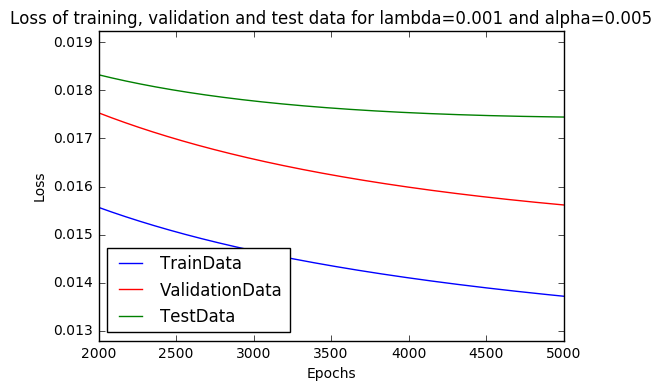 Loss of training, validation and test data for lambda=0.001 and alpha=0.005
0.019
0.018
0.017
0.016
0.015
0.014
0.013
Loss
TrainData
ValidationData
TestData
2000 2500 3000 3500 4000 4500 5000
Epochs